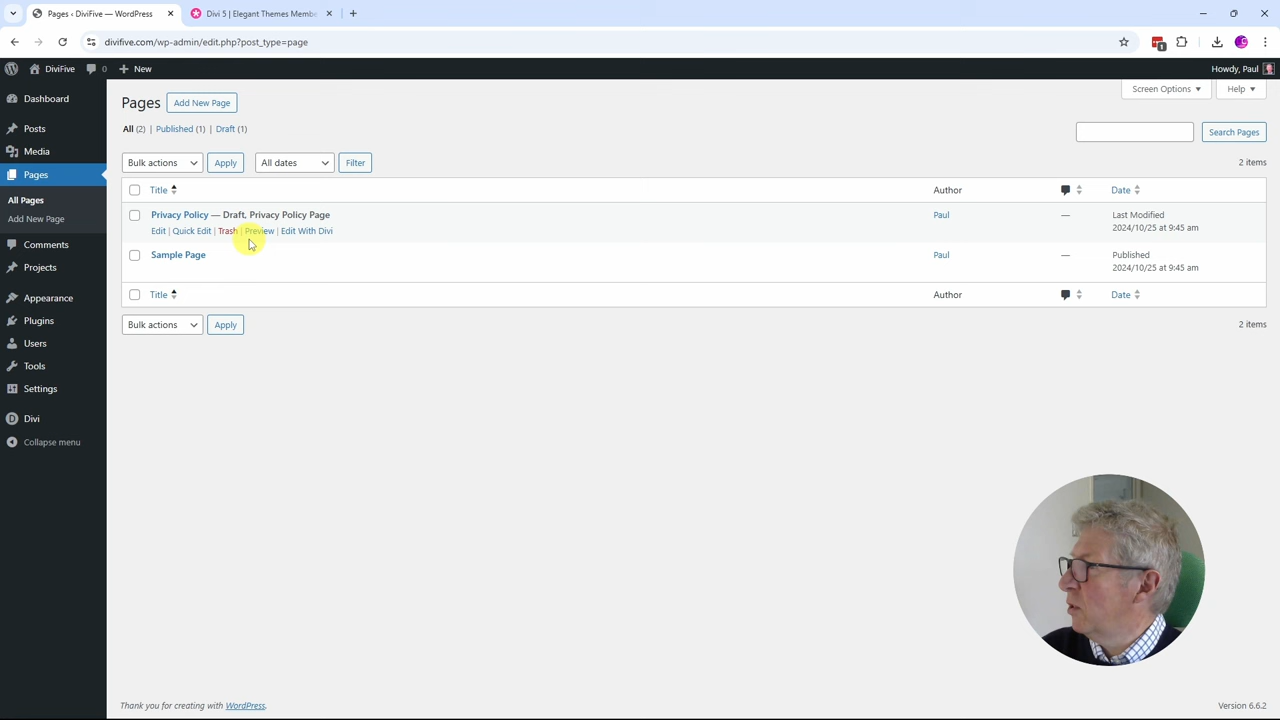 Pages ‹ DiviFive — WordPress
Divi 5 | Elegant Themes Membe
divifive.com/wp-admin/edit.php?post_type=page
DiviFive 0 New Howdy, Paul
Screen Options Help
Dashboard
Posts
Media
Pages
All Pages
Add New Page
Comments
Projects
Appearance
Plugins
Users
Tools
Settings
Divi
Collapse menu
Pages Add New Page
All (2) | Published (1) | Draft (1)
Search Pages
Bulk actions Apply All dates Filter 2 items
Title Author Date
Privacy Policy — Draft, Privacy Policy Page Paul — Last Modified
Edit | Quick Edit | Trash | Preview | Edit With Divi 2024/10/25 at 9:45 am
Sample Page Paul — Published
2024/10/25 at 9:45 am
Title Author Date
Bulk actions Apply 2 items
Thank you for creating with WordPress. Version 6.6.2